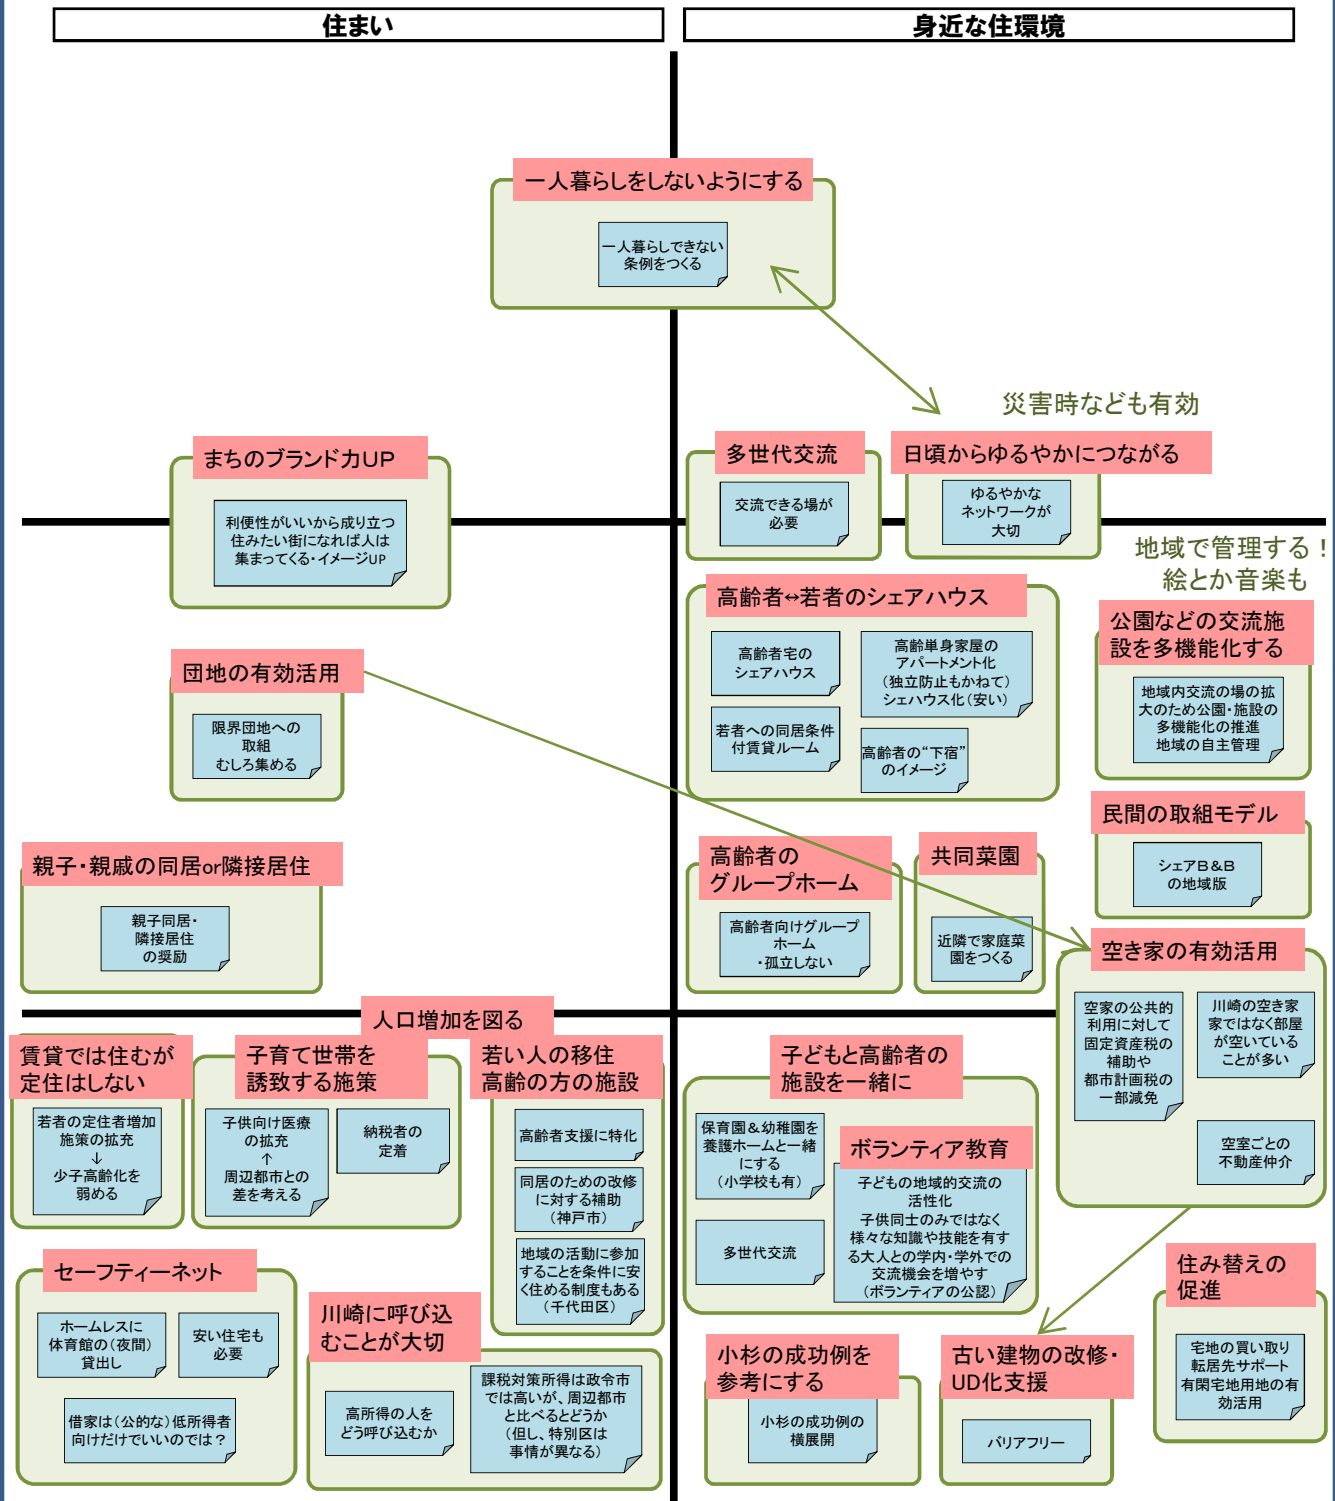 住まい
身近な住環境
一人暮らしをしないようにする
一人暮らしできない
条例をつくる
災害時なども有効
まちのブランド力UP
利便性がいいから成り立つ
住みたい街になれば人は
集まってくる・イメージUP
多世代交流
交流できる場が
必要
日頃からゆるやかにつながる
ゆるやかな
ネットワークが
大切
地域で管理する！
絵とか音楽も
高齢者↔若者のシェアハウス
高齢者宅の
シェアハウス
高齢単身家屋の
アパートメント化
（独立防止もかねて）
シェハウス化（安い）
若者への同居条件
付賃貸ルーム
高齢者の“下宿”
のイメージ
公園などの交流施
設を多機能化する
地域内交流の場の拡
大のため公園・施設の
多機能化の推進
地域の自主管理
団地の有効活用
限界団地への
取組
むしろ集める
民間の取組モデル
シェアB＆B
の地域版
親子・親戚の同居or隣接居住
親子同居・
隣接居住
の奨励
高齢者の
グループホーム
高齢者向けグループ
ホーム
・孤立しない
共同菜園
近隣で家庭菜
園をつくる
空き家の有効活用
空家の公共的
利用に対して
固定資産税の
補助や
都市計画税の
一部減免
川崎の空き家
家ではなく部屋
が空いている
ことが多い
空室ごとの
不動産仲介
人口増加を図る
賃貸では住むが
定住はしない
若者の定住者増加
施策の拡充
↓
少子高齢化を
弱める
子育て世帯を
誘致する施策
子供向け医療
の拡充
↑
周辺都市との
差を考える
納税者の
定着
若い人の移住
高齢の方の施設
高齢者支援に特化
同居のための改修
に対する補助
（神戸市）
地域の活動に参加
することを条件に安
く住める制度もある
（千代田区）
子どもと高齢者の
施設を一緒に
保育園＆幼稚園を
養護ホームと一緒
にする
（小学校も有）
多世代交流
ボランティア教育
子どもの地域的交流の
活性化
子供同士のみではなく
様々な知識や技能を有す
る大人との学内・学外での
交流機会を増やす
（ボランティアの公認）
セーフティーネット
ホームレスに
体育館の（夜間）
貸出し
安い住宅も
必要
借家は（公的な）低所得者
向けだけでいいのでは？
川崎に呼び込
むことが大切
高所得の人を
どう呼び込むか
課税対策所得は政令市
では高いが、周辺都市
と比べるとどうか
（但し、特別区は
事情が異なる）
小杉の成功例を
参考にする
小杉の成功例の
横展開
古い建物の改修・
UD化支援
バリアフリー
住み替えの
促進
宅地の買い取り
転居先サポート
有閑宅地用地の有
効活用